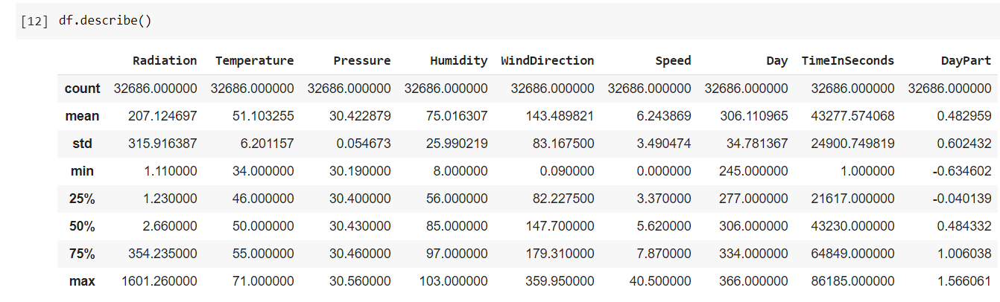 [12] df.describe()
Radiation Temperature Pressure Humidity WindDirection Speed Day TimeInSeconds DayPart
count 32686.000000 32686.000000 32686.000000 32686.000000 32686.000000 32686.000000 32686.000000 32686.000000 32686.000000
mean 207.124697 51.103255 30.422879 75.016307 143.489821 6.243869 306.110965 43277.574068 0.482959
std 315.916387 6.201157 0.054673 25.990219 83.167500 3.490474 34.781367 24900.749819 0.602432
min 1.110000 34.000000 30.190000 8.000000 0.090000 0.000000 245.000000 1.000000 -0.634602
25% 1.230000 46.000000 30.400000 56.000000 82.227500 3.370000 277.000000 21617.000000 -0.040139
50% 2.660000 50.000000 30.430000 85.000000 147.700000 5.620000 306.000000 43230.000000 0.484332
75% 354.235000 55.000000 30.460000 97.000000 179.310000 7.870000 334.000000 64849.000000 1.006038
max 1601.260000 71.000000 30.560000 103.000000 359.950000 40.500000 366.000000 86185.000000 1.566061